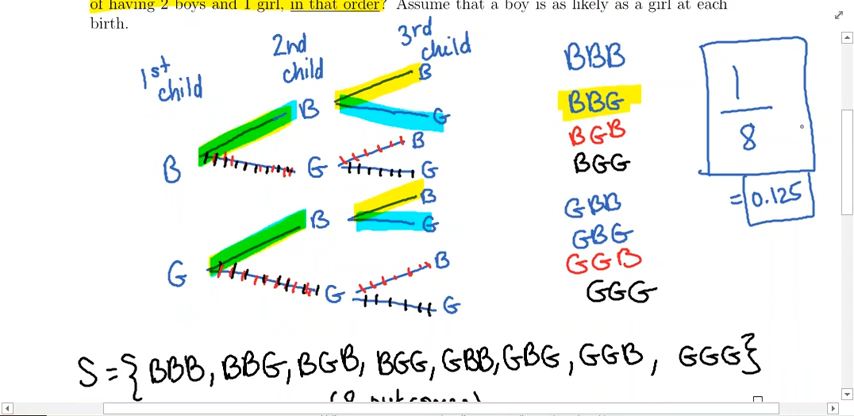 of having 2 boys and 1 girl, in that order? Assume that a boy is as likely as a girl at each
birth.
1st child
2nd child
3rd child
B
B
B
G
G
B
G
G
B
B
G
G
B
G
BBB
BBG
BGB
BGG
GBB
GBG
GGB
GGG
1
8
= 0.125
S = { BBB, BBG, BGB, BGG, GBB, GBG, GGB, GGG}